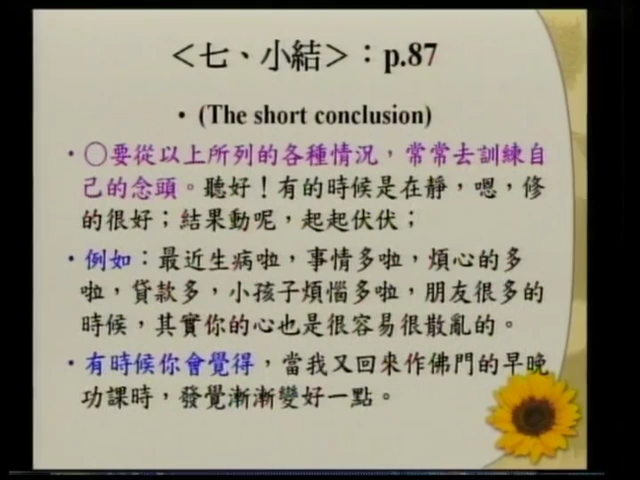 ＜七、小結＞：p.87
• (The short conclusion)
•〇要從以上所列的各種情況，常常去訓練自
己的念頭。聽好！有的時候是在靜，嗯，修
的很好；結果動呢，起起伏伏；
•例如：最近生病啦，事情多啦，煩心的多
啦，貸款多，小孩子煩惱多啦，朋友很多的
時候，其實你的心也是很容易很散亂的。
•有時候你會覺得，當我又回來作佛門的早晚
功課時，發覺漸漸變好一點。